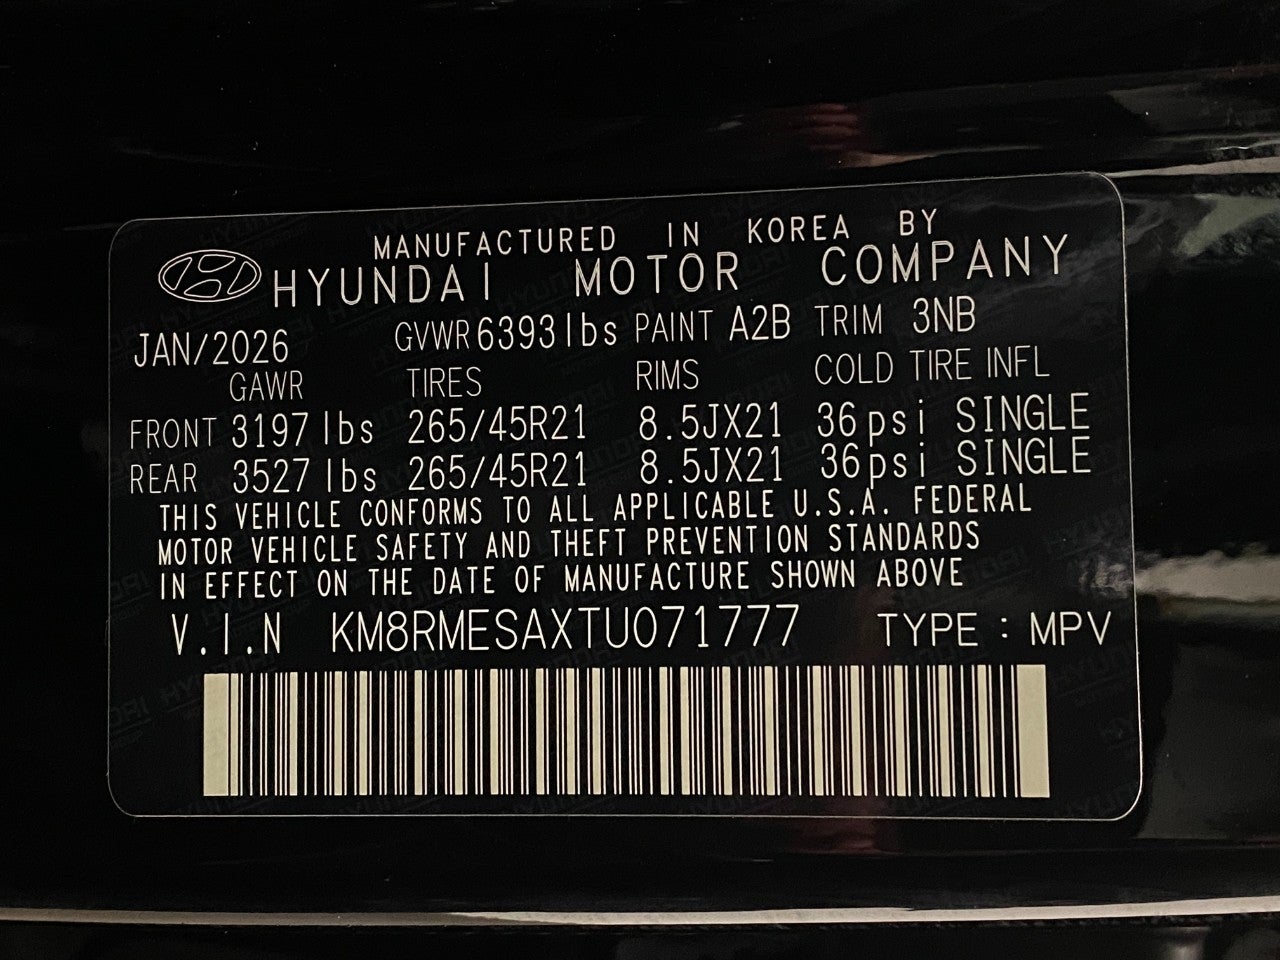 MANUFACTURED IN KOREA BY
HYUNDAI MOTOR COMPANY
JAN/2026 GVWR 6393lbs PAINT A2B TRIM 3NB
GAWR TIRES RIMS COLD TIRE INFL
FRONT 3197 lbs 265/45R21 8.5JX21 36psi SINGLE
REAR 3527 lbs 265/45R21 8.5JX21 36psi SINGLE
THIS VEHICLE CONFORMS TO ALL APPLICABLE U.S.A. FEDERAL
MOTOR VEHICLE SAFETY AND THEFT PREVENTION STANDARDS
IN EFFECT ON THE DATE OF MANUFACTURE SHOWN ABOVE
V.I.N KM8RMESAXTU071777 TYPE : MPV